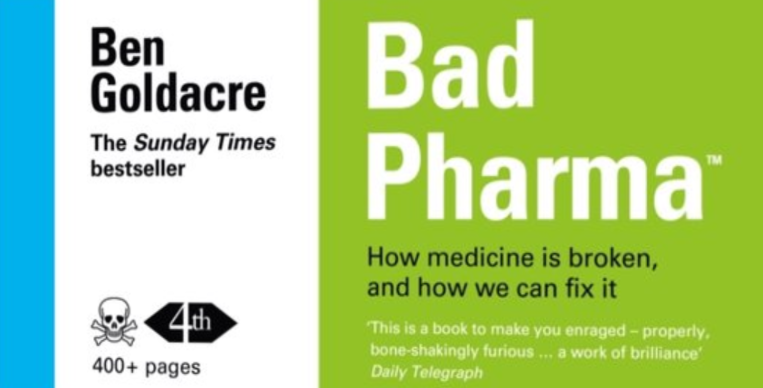 Ben
Goldacre
The Sunday Times
bestseller
4th
400+ pages
Bad
Pharma™
How medicine is broken,
and how we can fix it
‘This is a book to make you enraged – properly,
bone-shakingly furious ... a work of brilliance’
Daily Telegraph